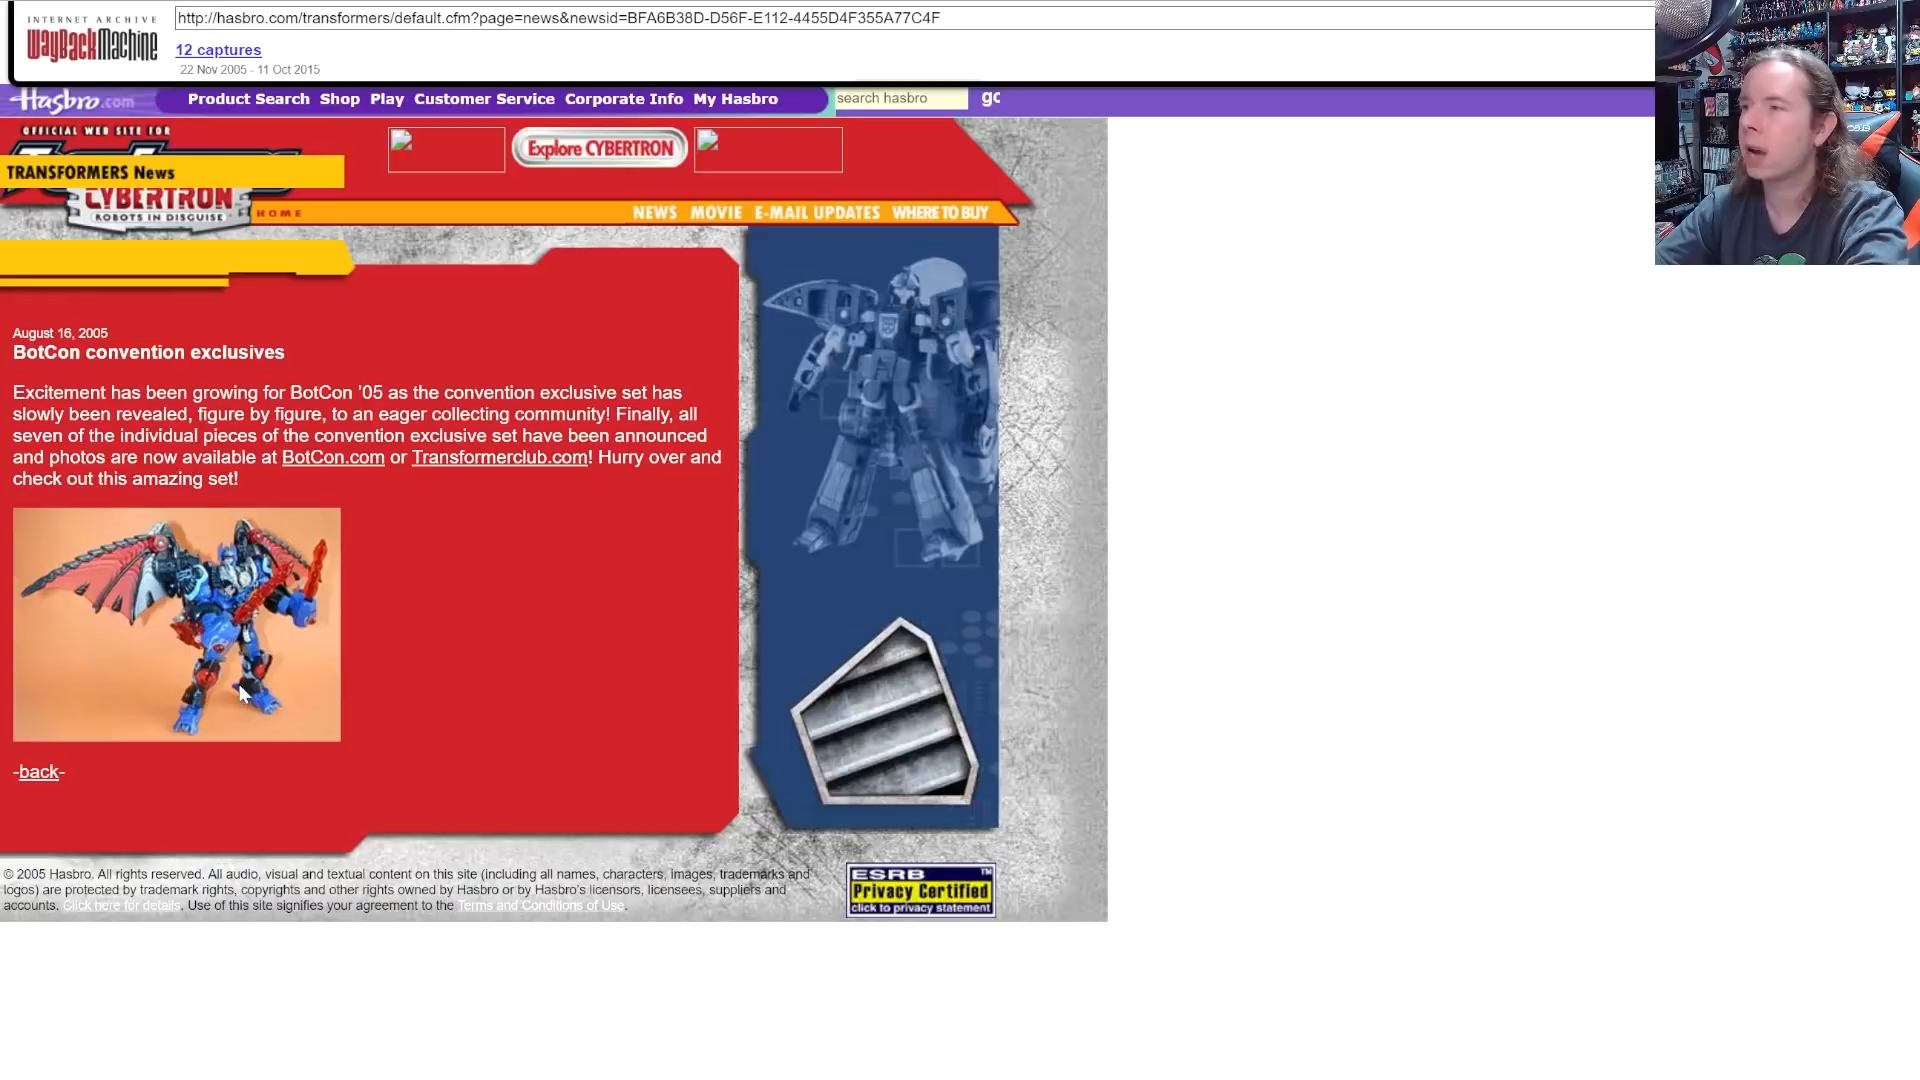 INTERNET ARCHIVE
WayBackMachine
http://hasbro.com/transformers/default.cfm?page=news&newsid=BFA6B38D-D56F-E112-4455D4F355A77C4F
12 captures
22 Nov 2005 - 11 Oct 2015
Hasbro.com
Product Search Shop Play Customer Service Corporate Info My Hasbro
search hasbro
OFFICIAL WEB SITE FOR
TRANSFORMERS News
CYBERTRON
ROBOTS IN DISGUISE
Explore CYBERTRON
HOME
NEWS MOVIE E-MAIL UPDATES WHERE TO BUY
August 16, 2005
BotCon convention exclusives
Excitement has been growing for BotCon '05 as the convention exclusive set has
slowly been revealed, figure by figure, to an eager collecting community! Finally, all
seven of the individual pieces of the convention exclusive set have been announced
and photos are now available at BotCon.com or Transformerclub.com! Hurry over and
check out this amazing set!
-back-
© 2005 Hasbro. All rights reserved. All audio, visual and textual content on this site (including all names, characters, images, trademarks and
logos) are protected by trademark rights, copyrights and other rights owned by Hasbro or by Hasbro's licensors, licensees, suppliers and
accounts. Click here for details. Use of this site signifies your agreement to the Terms and Conditions of Use.
ESRB TM
Privacy Certified
click to privacy statement